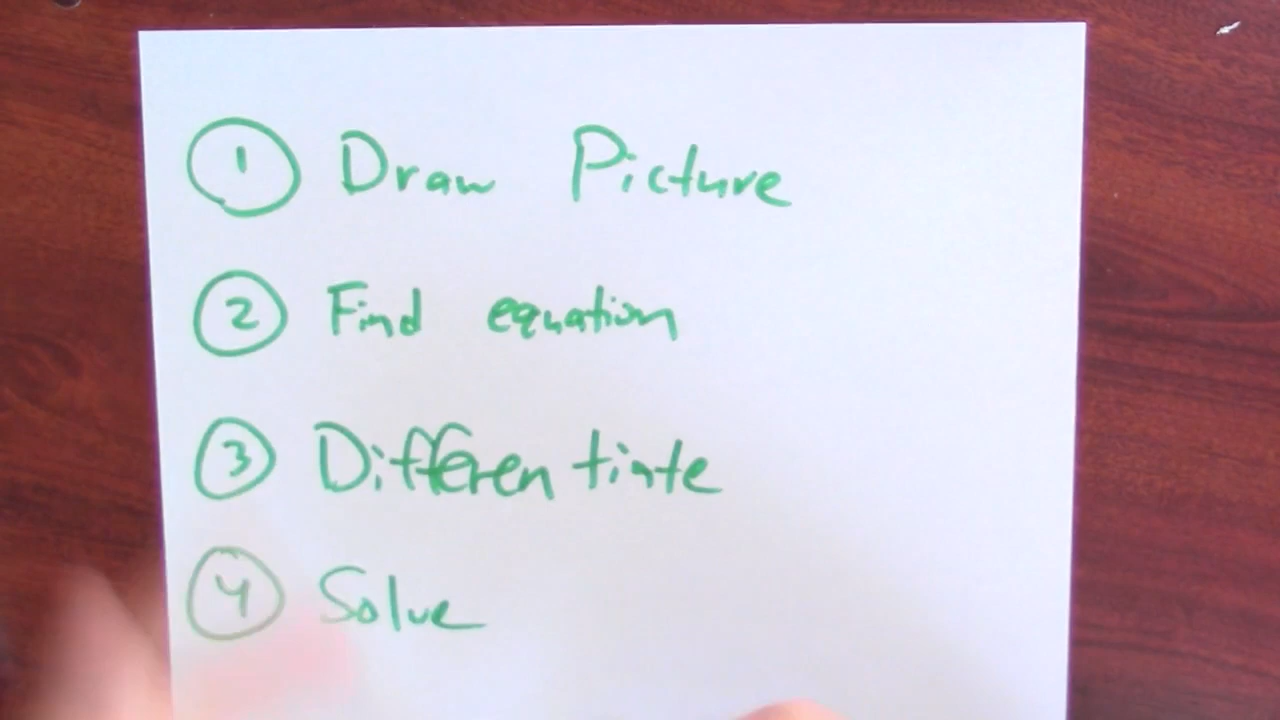 ① Draw Picture
② Find equation
③ Differentiate
④ Solve